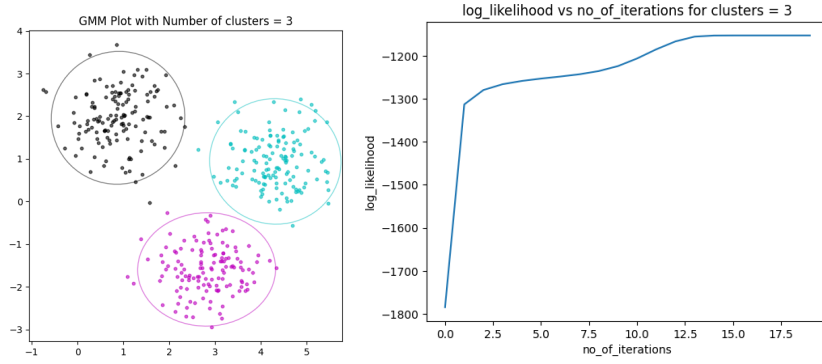 GMM Plot with Number of clusters = 3
4
3
2
1
0
−1
−2
−3
−1 0 1 2 3 4 5
log_likelihood vs no_of_iterations for clusters = 3
log_likelihood
−1200
−1300
−1400
−1500
−1600
−1700
−1800
0.0 2.5 5.0 7.5 10.0 12.5 15.0 17.5
no_of_iterations